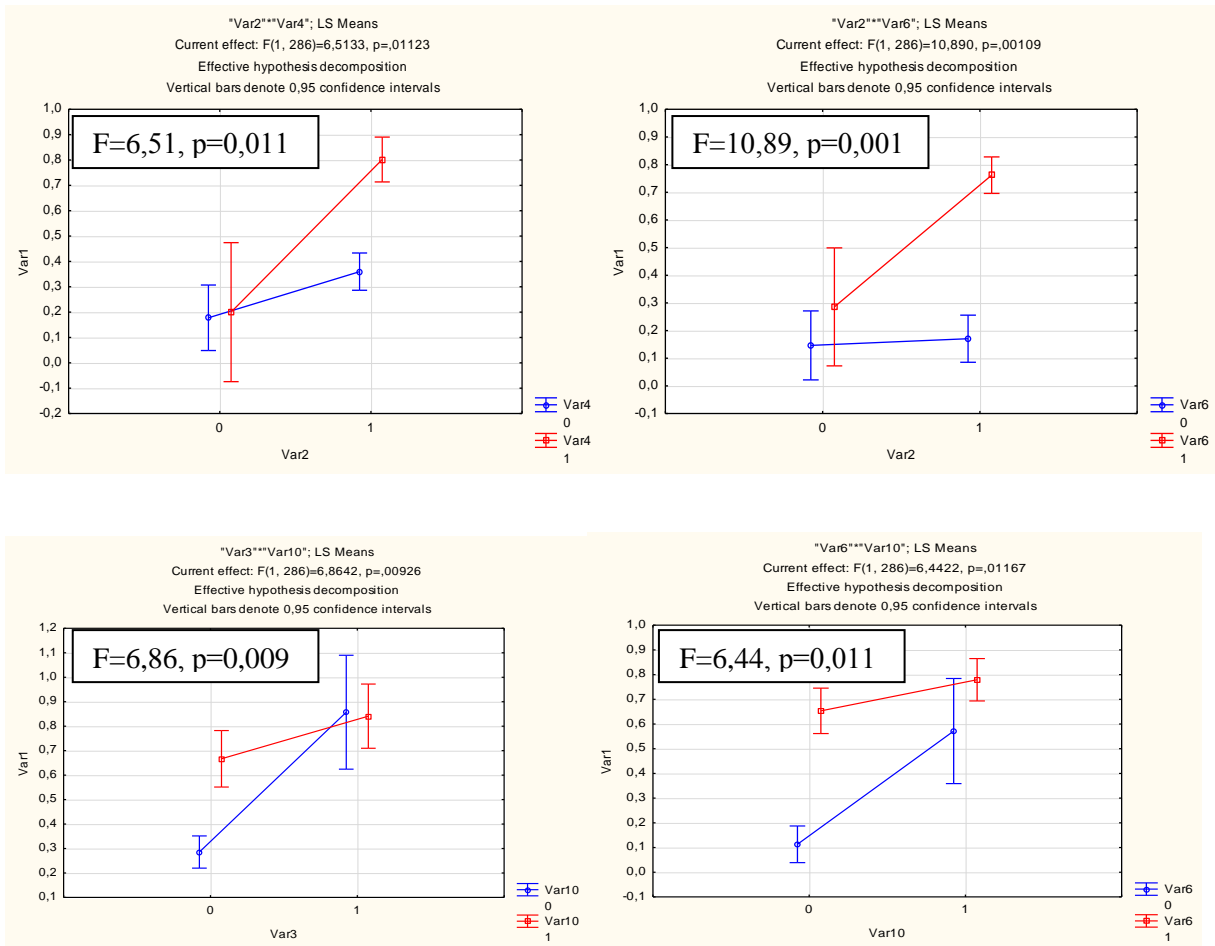 "Var2"*"Var4"; LS Means
Current effect: F(1, 286)=6,5133, p=,01123
Effective hypothesis decomposition
Vertical bars denote 0,95 confidence intervals
F=6,51, p=0,011
1,0
0,9
0,8
0,7
0,6
0,5
0,4
0,3
0,2
0,1
0,0
-0,1
-0,2
Var1
0 1
Var2
Var4
0
Var4
1
"Var2"*"Var6"; LS Means
Current effect: F(1, 286)=10,890, p=,00109
Effective hypothesis decomposition
Vertical bars denote 0,95 confidence intervals
F=10,89, p=0,001
1,0
0,9
0,8
0,7
0,6
0,5
0,4
0,3
0,2
0,1
0,0
-0,1
Var1
0 1
Var2
Var6
0
Var6
1
"Var3"*"Var10"; LS Means
Current effect: F(1, 286)=6,8642, p=,00926
Effective hypothesis decomposition
Vertical bars denote 0,95 confidence intervals
F=6,86, p=0,009
1,2
1,1
1,0
0,9
0,8
0,7
0,6
0,5
0,4
0,3
0,2
0,1
Var1
0 1
Var3
Var10
0
Var10
1
"Var6"*"Var10"; LS Means
Current effect: F(1, 286)=6,4422, p=,01167
Effective hypothesis decomposition
Vertical bars denote 0,95 confidence intervals
F=6,44, p=0,011
1,0
0,9
0,8
0,7
0,6
0,5
0,4
0,3
0,2
0,1
0,0
-0,1
Var1
0 1
Var10
Var6
0
Var6
1